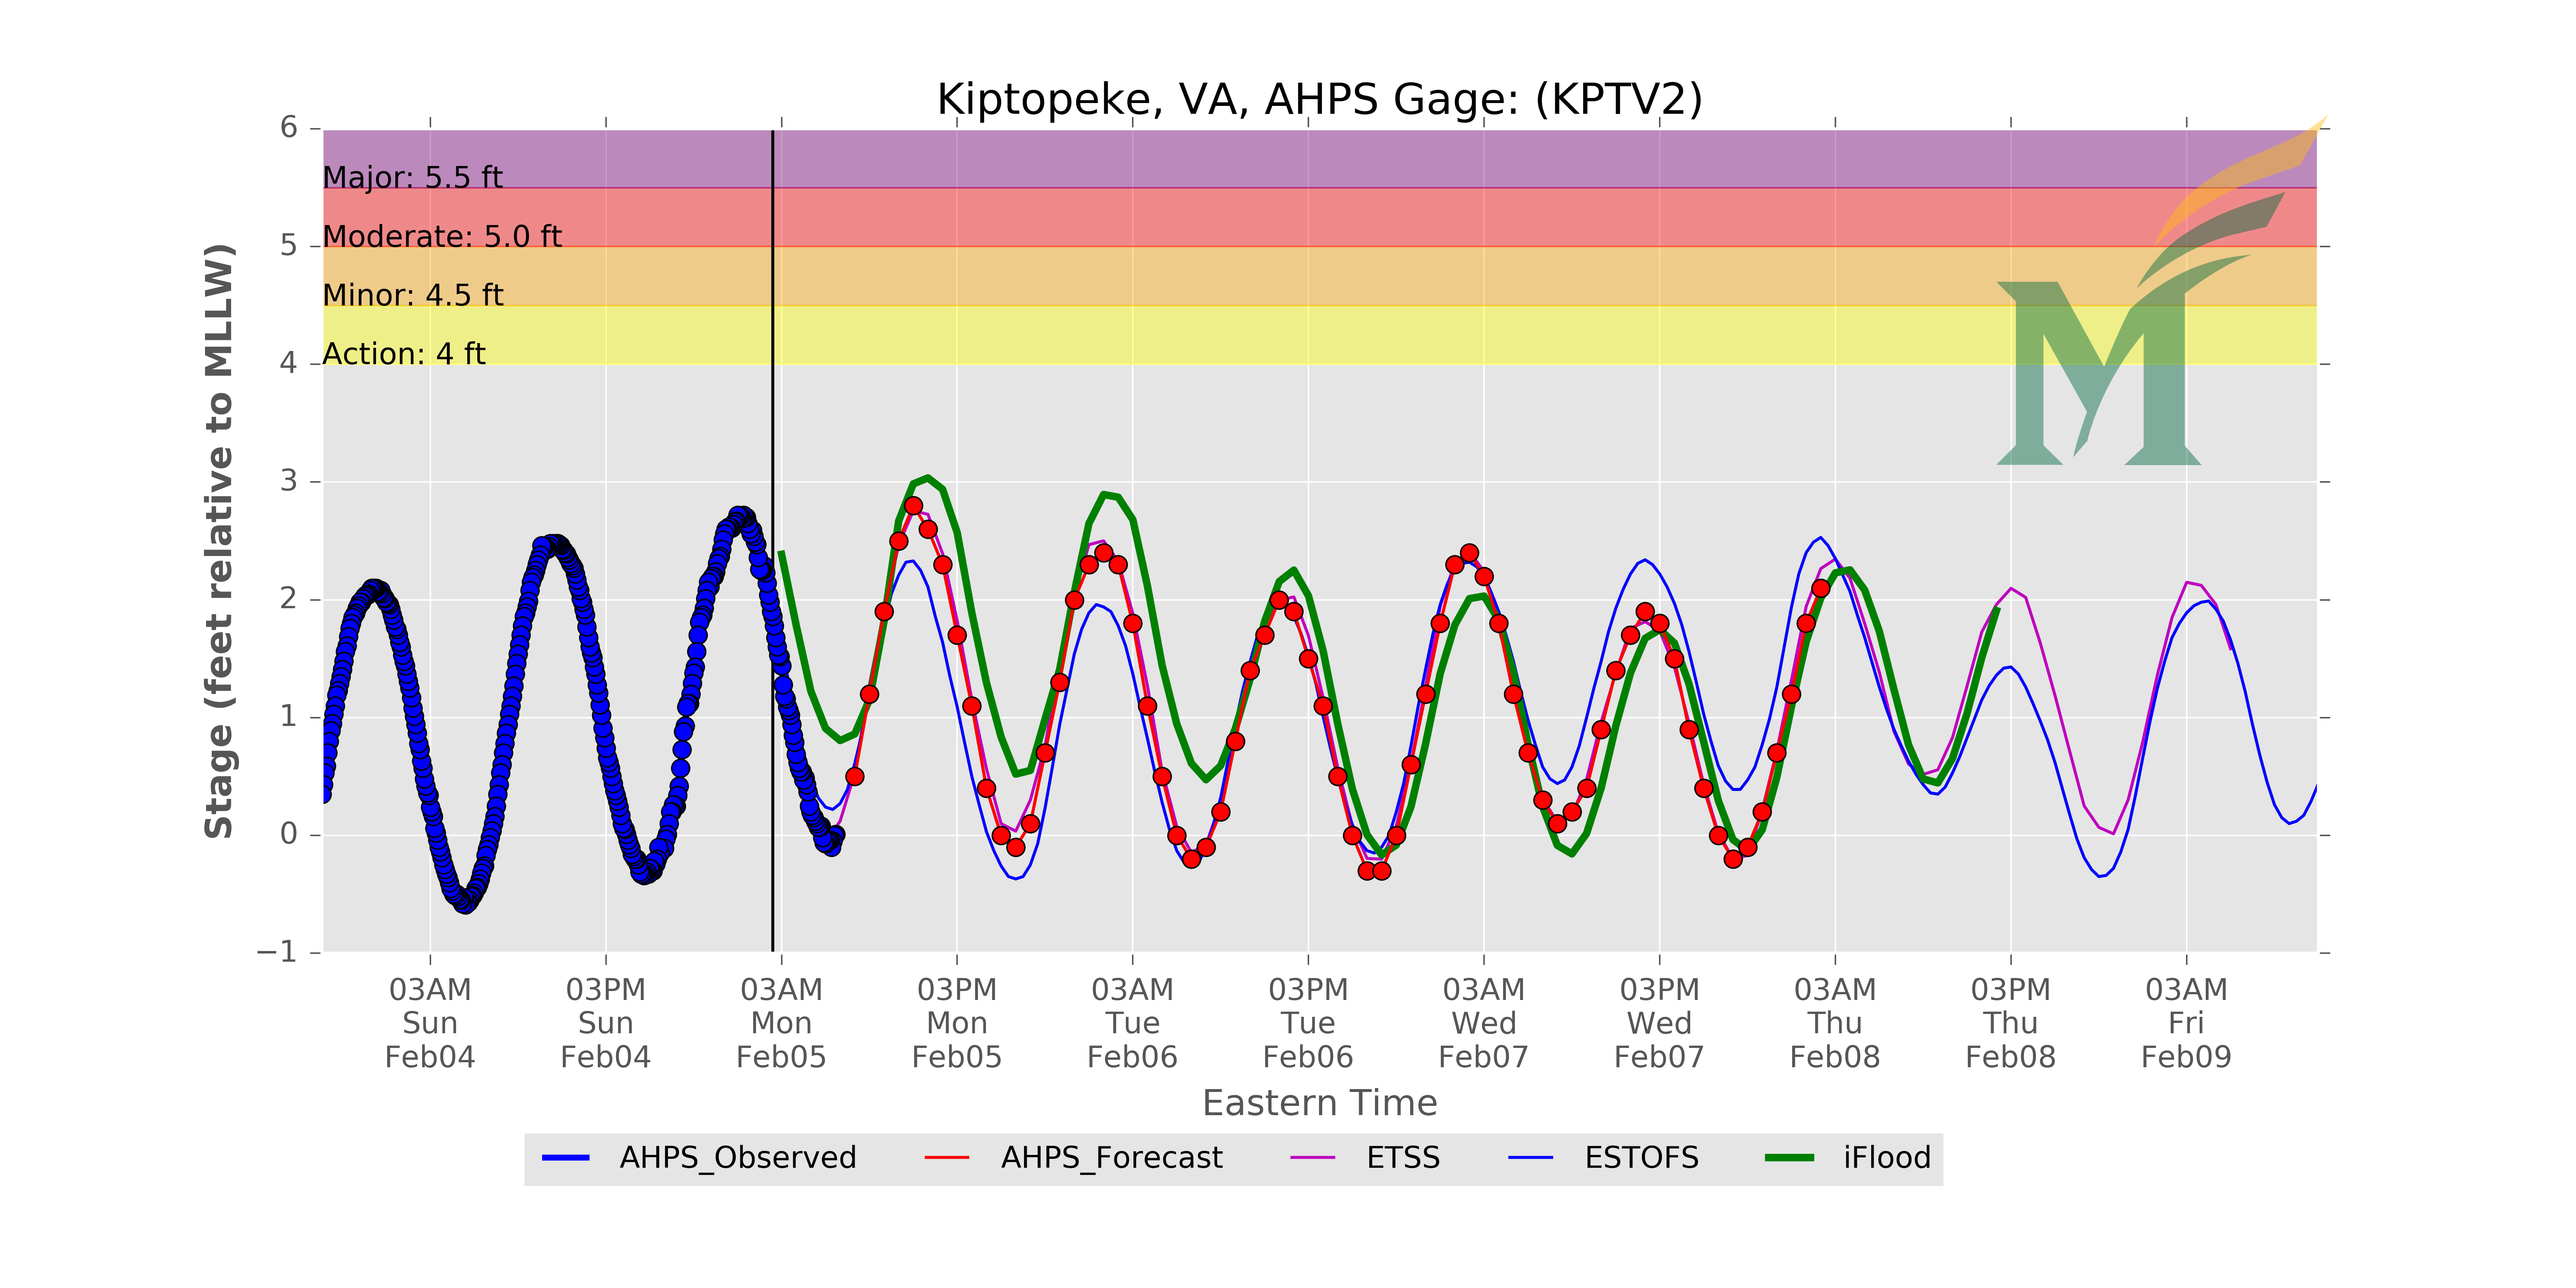 Kiptopeke, VA, AHPS Gage: (KPTV2)
Stage (feet relative to MLLW)
6
5
4
3
2
1
0
−1
Major: 5.5 ft
Moderate: 5.0 ft
Minor: 4.5 ft
Action: 4 ft
M
03AM 03PM 03AM 03PM 03AM 03PM 03AM 03PM 03AM 03PM 03AM
Sun Sun Mon Mon Tue Tue Wed Wed Thu Thu Fri
Feb04 Feb04 Feb05 Feb05 Feb06 Feb06 Feb07 Feb07 Feb08 Feb08 Feb09
Eastern Time
AHPS_Observed AHPS_Forecast ETSS ESTOFS iFlood